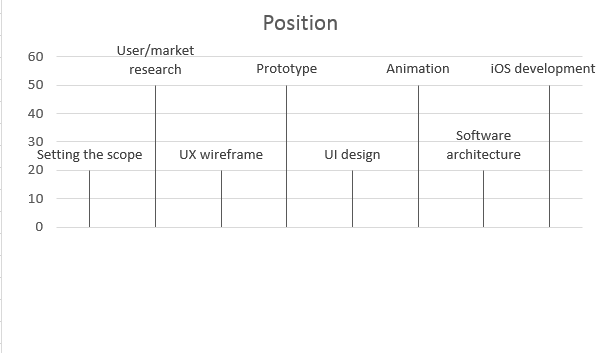 Position
60
50
40
30
20
10
0
User/market
research
Prototype
Animation
iOS development
Setting the scope
UX wireframe
UI design
Software
architecture